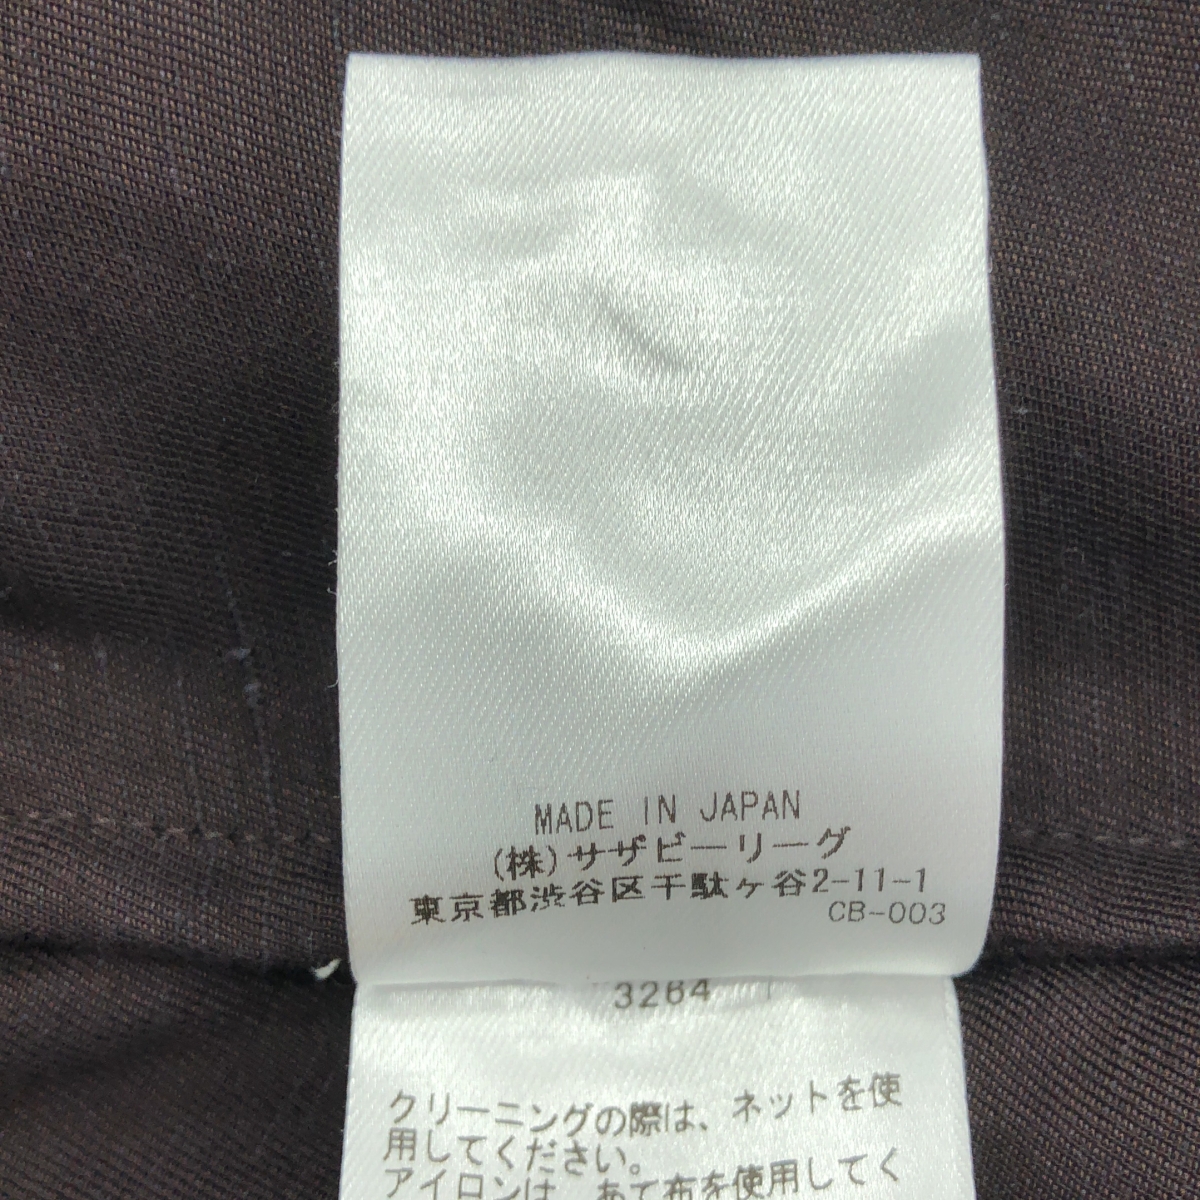 MADE IN JAPAN
(株)サザビーリーグ
東京都渋谷区千駄ヶ谷2-11-1
CB-003
3264
クリーニングの際は、ネットを使
用してください。
アイロンは、あて布を使用してく